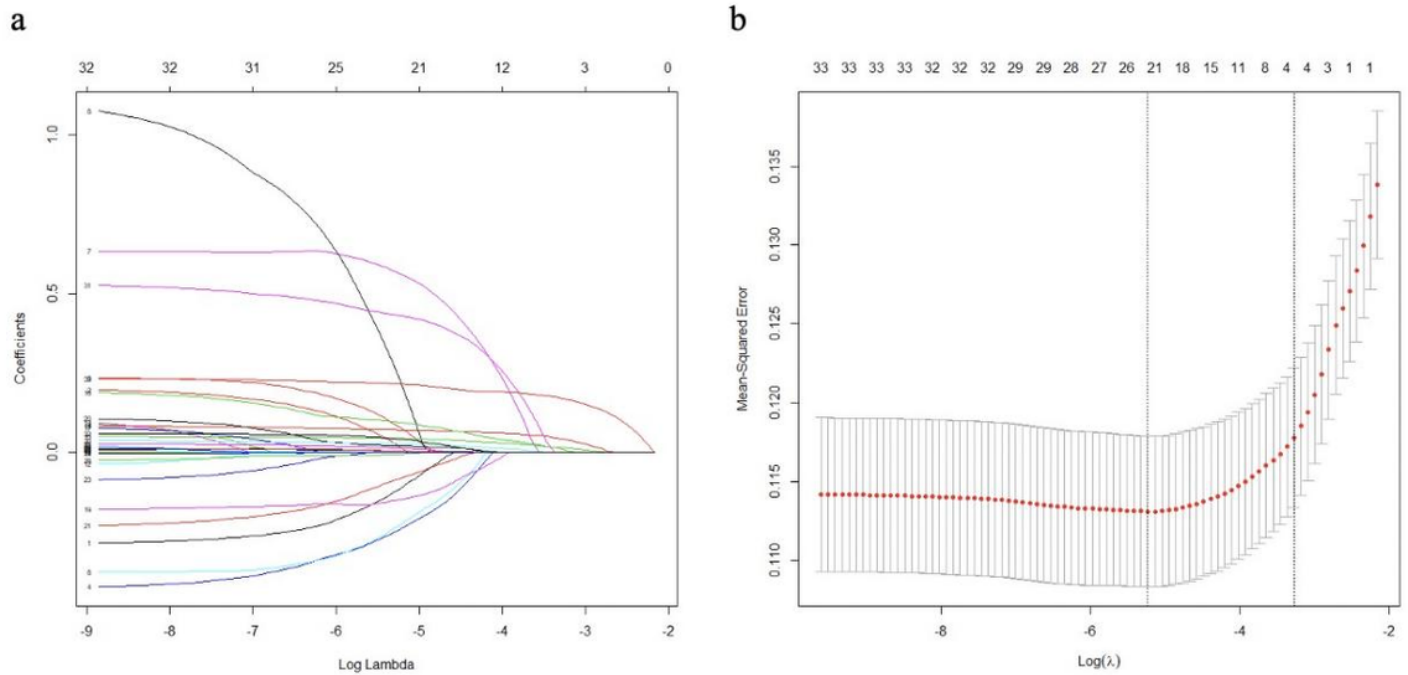 a
32 32 31 25 21 12 3 0
1.0
0.5
0.0
Coefficients
6
7
4
-9 -8 -7 -6 -5 -4 -3 -2
Log Lambda
b
33 33 33 33 32 32 32 29 29 28 27 26 21 18 15 11 8 4 4 3 1 1
0.135
0.130
0.125
0.120
0.115
0.110
Mean-Squared Error
-8 -6 -4 -2
Log(λ)